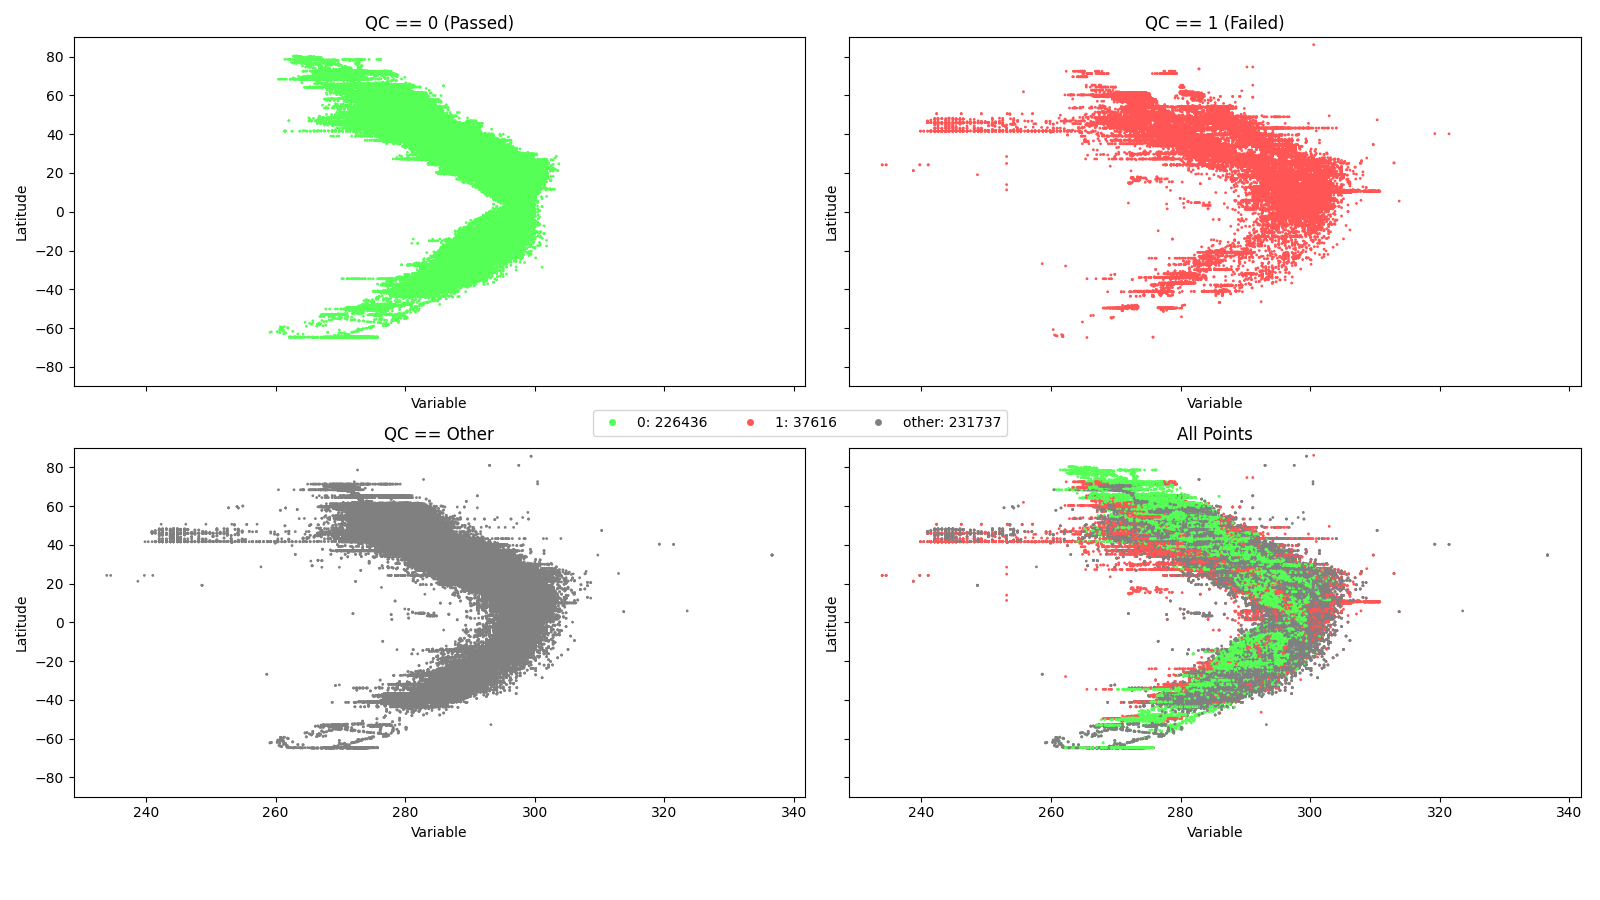 QC == 0 (Passed)
QC == 1 (Failed)
80
60
40
20
0
−20
−40
−60
−80
Latitude
Latitude
Variable
Variable
0: 226436 1: 37616 other: 231737
QC == Other
All Points
80
60
40
20
0
−20
−40
−60
−80
Latitude
Latitude
240 260 280 300 320 340
240 260 280 300 320 340
Variable
Variable